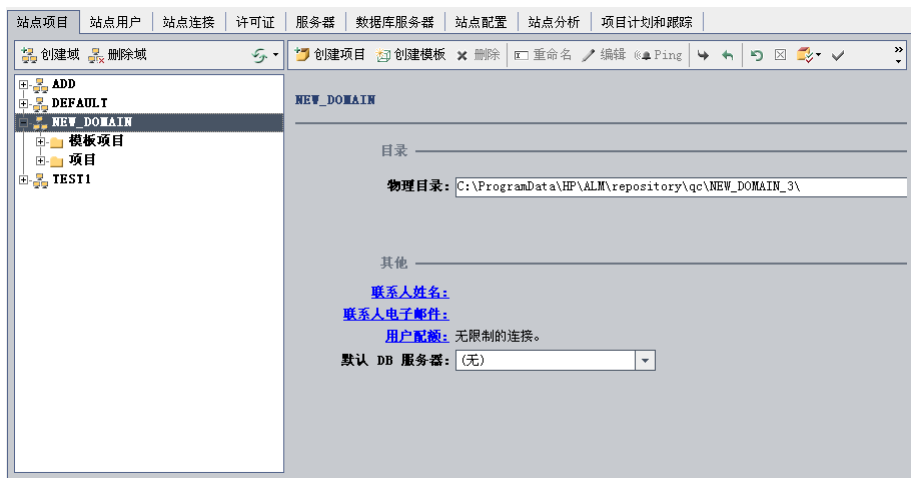 站点项目 站点用户 站点连接 许可证 服务器 数据库服务器 站点配置 站点分析 项目计划和跟踪
创建域 删除域 创建项目 创建模板 删除 重命名 编辑 Ping
ADD
DEFAULT
NEW_DOMAIN
模板项目
项目
TEST1
NEW_DOMAIN
目录
物理目录: C:\ProgramData\HP\ALM\repository\qc\NEW_DOMAIN_3\
其他
联系人姓名:
联系人电子邮件:
用户配额: 无限制的连接。
默认 DB 服务器: (无)